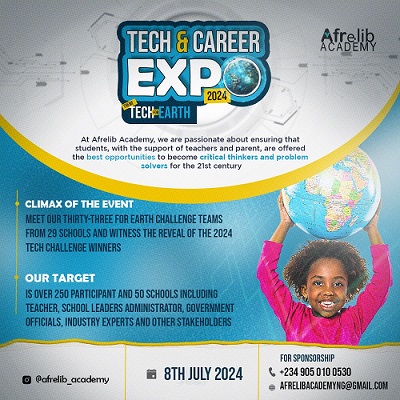 Afrelib
ACADEMY
TECH & CAREER
EXPO
2024
TECH EARTH
At Afrelib Academy, we are passionate about ensuring that
students, with the support of teachers and parent, are offered
the best opportunities to become critical thinkers and problem
solvers for the 21st century
CLIMAX OF THE EVENT
MEET OUR THIRTY-THREE FOR EARTH CHALLENGE TEAMS
FROM 29 SCHOOLS AND WITNESS THE REVEAL OF THE 2024
TECH CHALLENGE WINNERS
OUR TARGET
IS OVER 250 PARTICIPANT AND 50 SCHOOLS INCLUDING
TEACHER, SCHOOL LEADERS ADMINISTRATOR, GOVERNMENT
OFFICIALS, INDUSTRY EXPERTS AND OTHER STAKEHOLDERS
@afrelib_academy
8TH JULY 2024
FOR SPONSORSHIP
+234 905 010 0530
AFRELIBACADEMYNG@GMAIL.COM